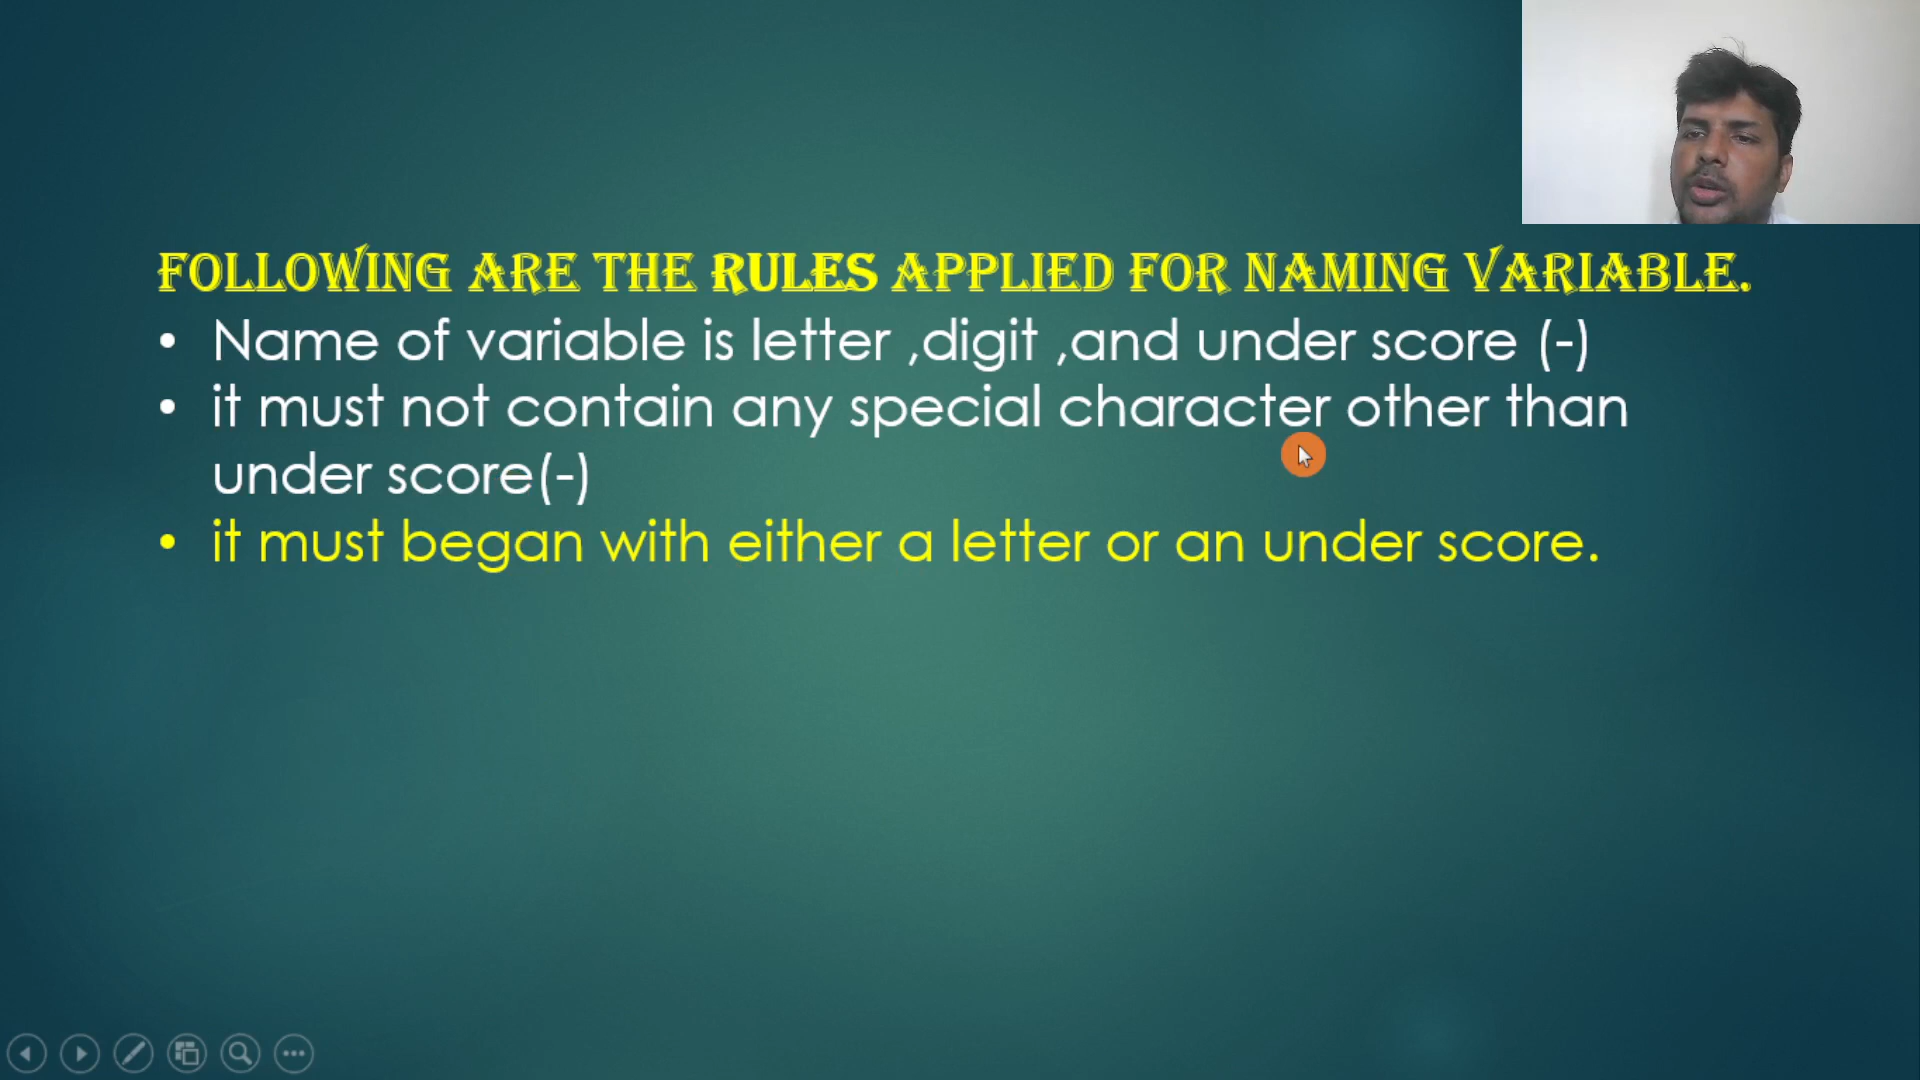 FOLLOWING ARE THE RULES APPLIED FOR NAMING VARIABLE.
• Name of variable is letter ,digit ,and under score (-)
• it must not contain any special character other than
under score(-)
• it must began with either a letter or an under score.